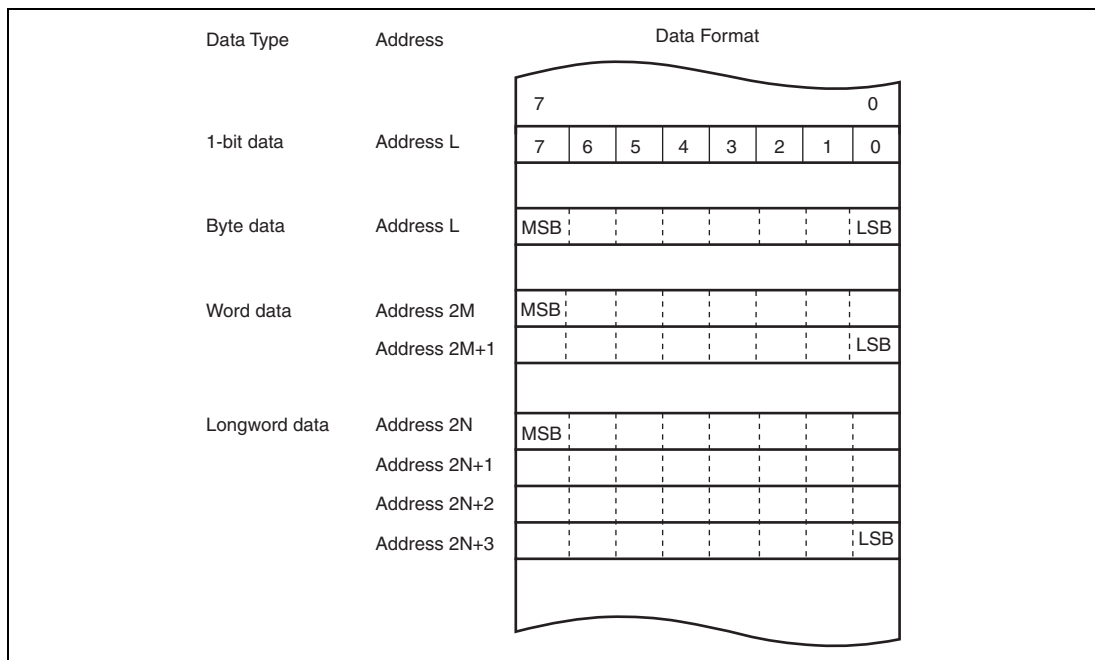 Data Type Address Data Format
7 0
1-bit data Address L 7 6 5 4 3 2 1 0
Byte data Address L MSB LSB
Word data Address 2M MSB
Address 2M+1 LSB
Longword data Address 2N MSB
Address 2N+1
Address 2N+2
Address 2N+3 LSB